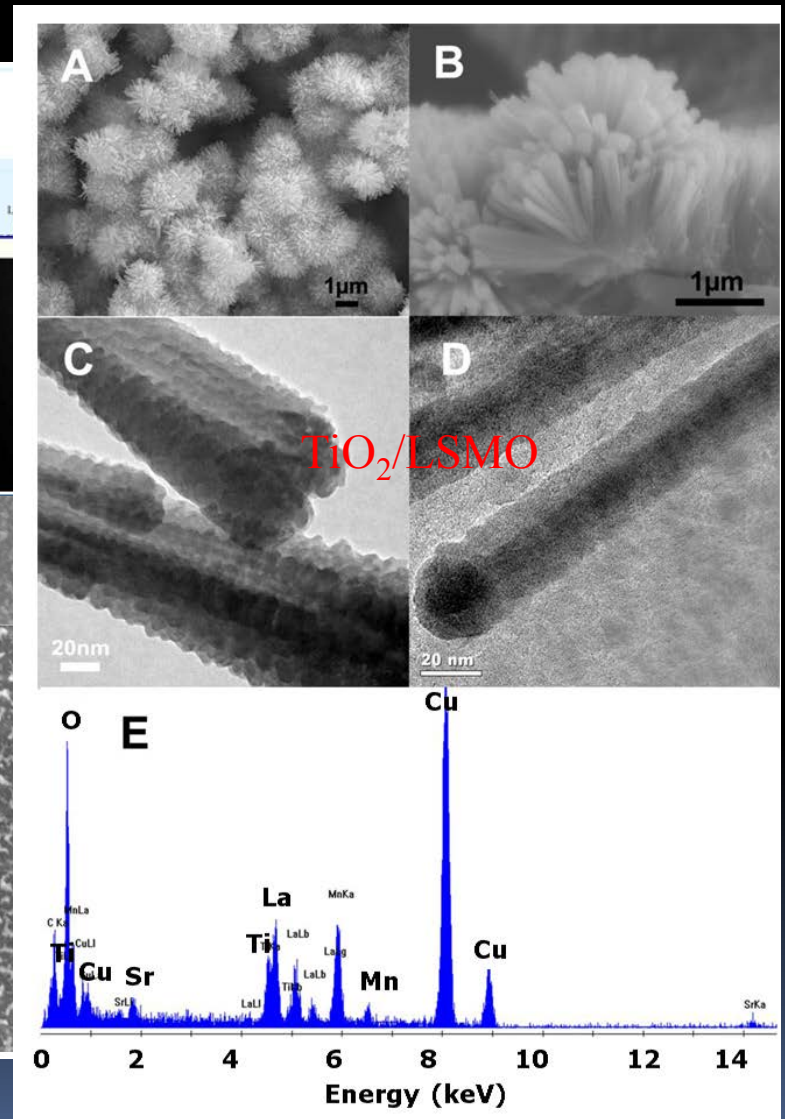 A
B
1μm
1μm
C
D
TiO2/LSMO
20nm
20 nm
Cu
O
E
MnKa
La
MnLa
C Ka
LaLb
CuLl
Ti
Ti
LaLb
Cu
Cu
Sr
Mn
SrL
LaLl
SrKa
0 2 4 6 8 10 12 14
Energy (keV)